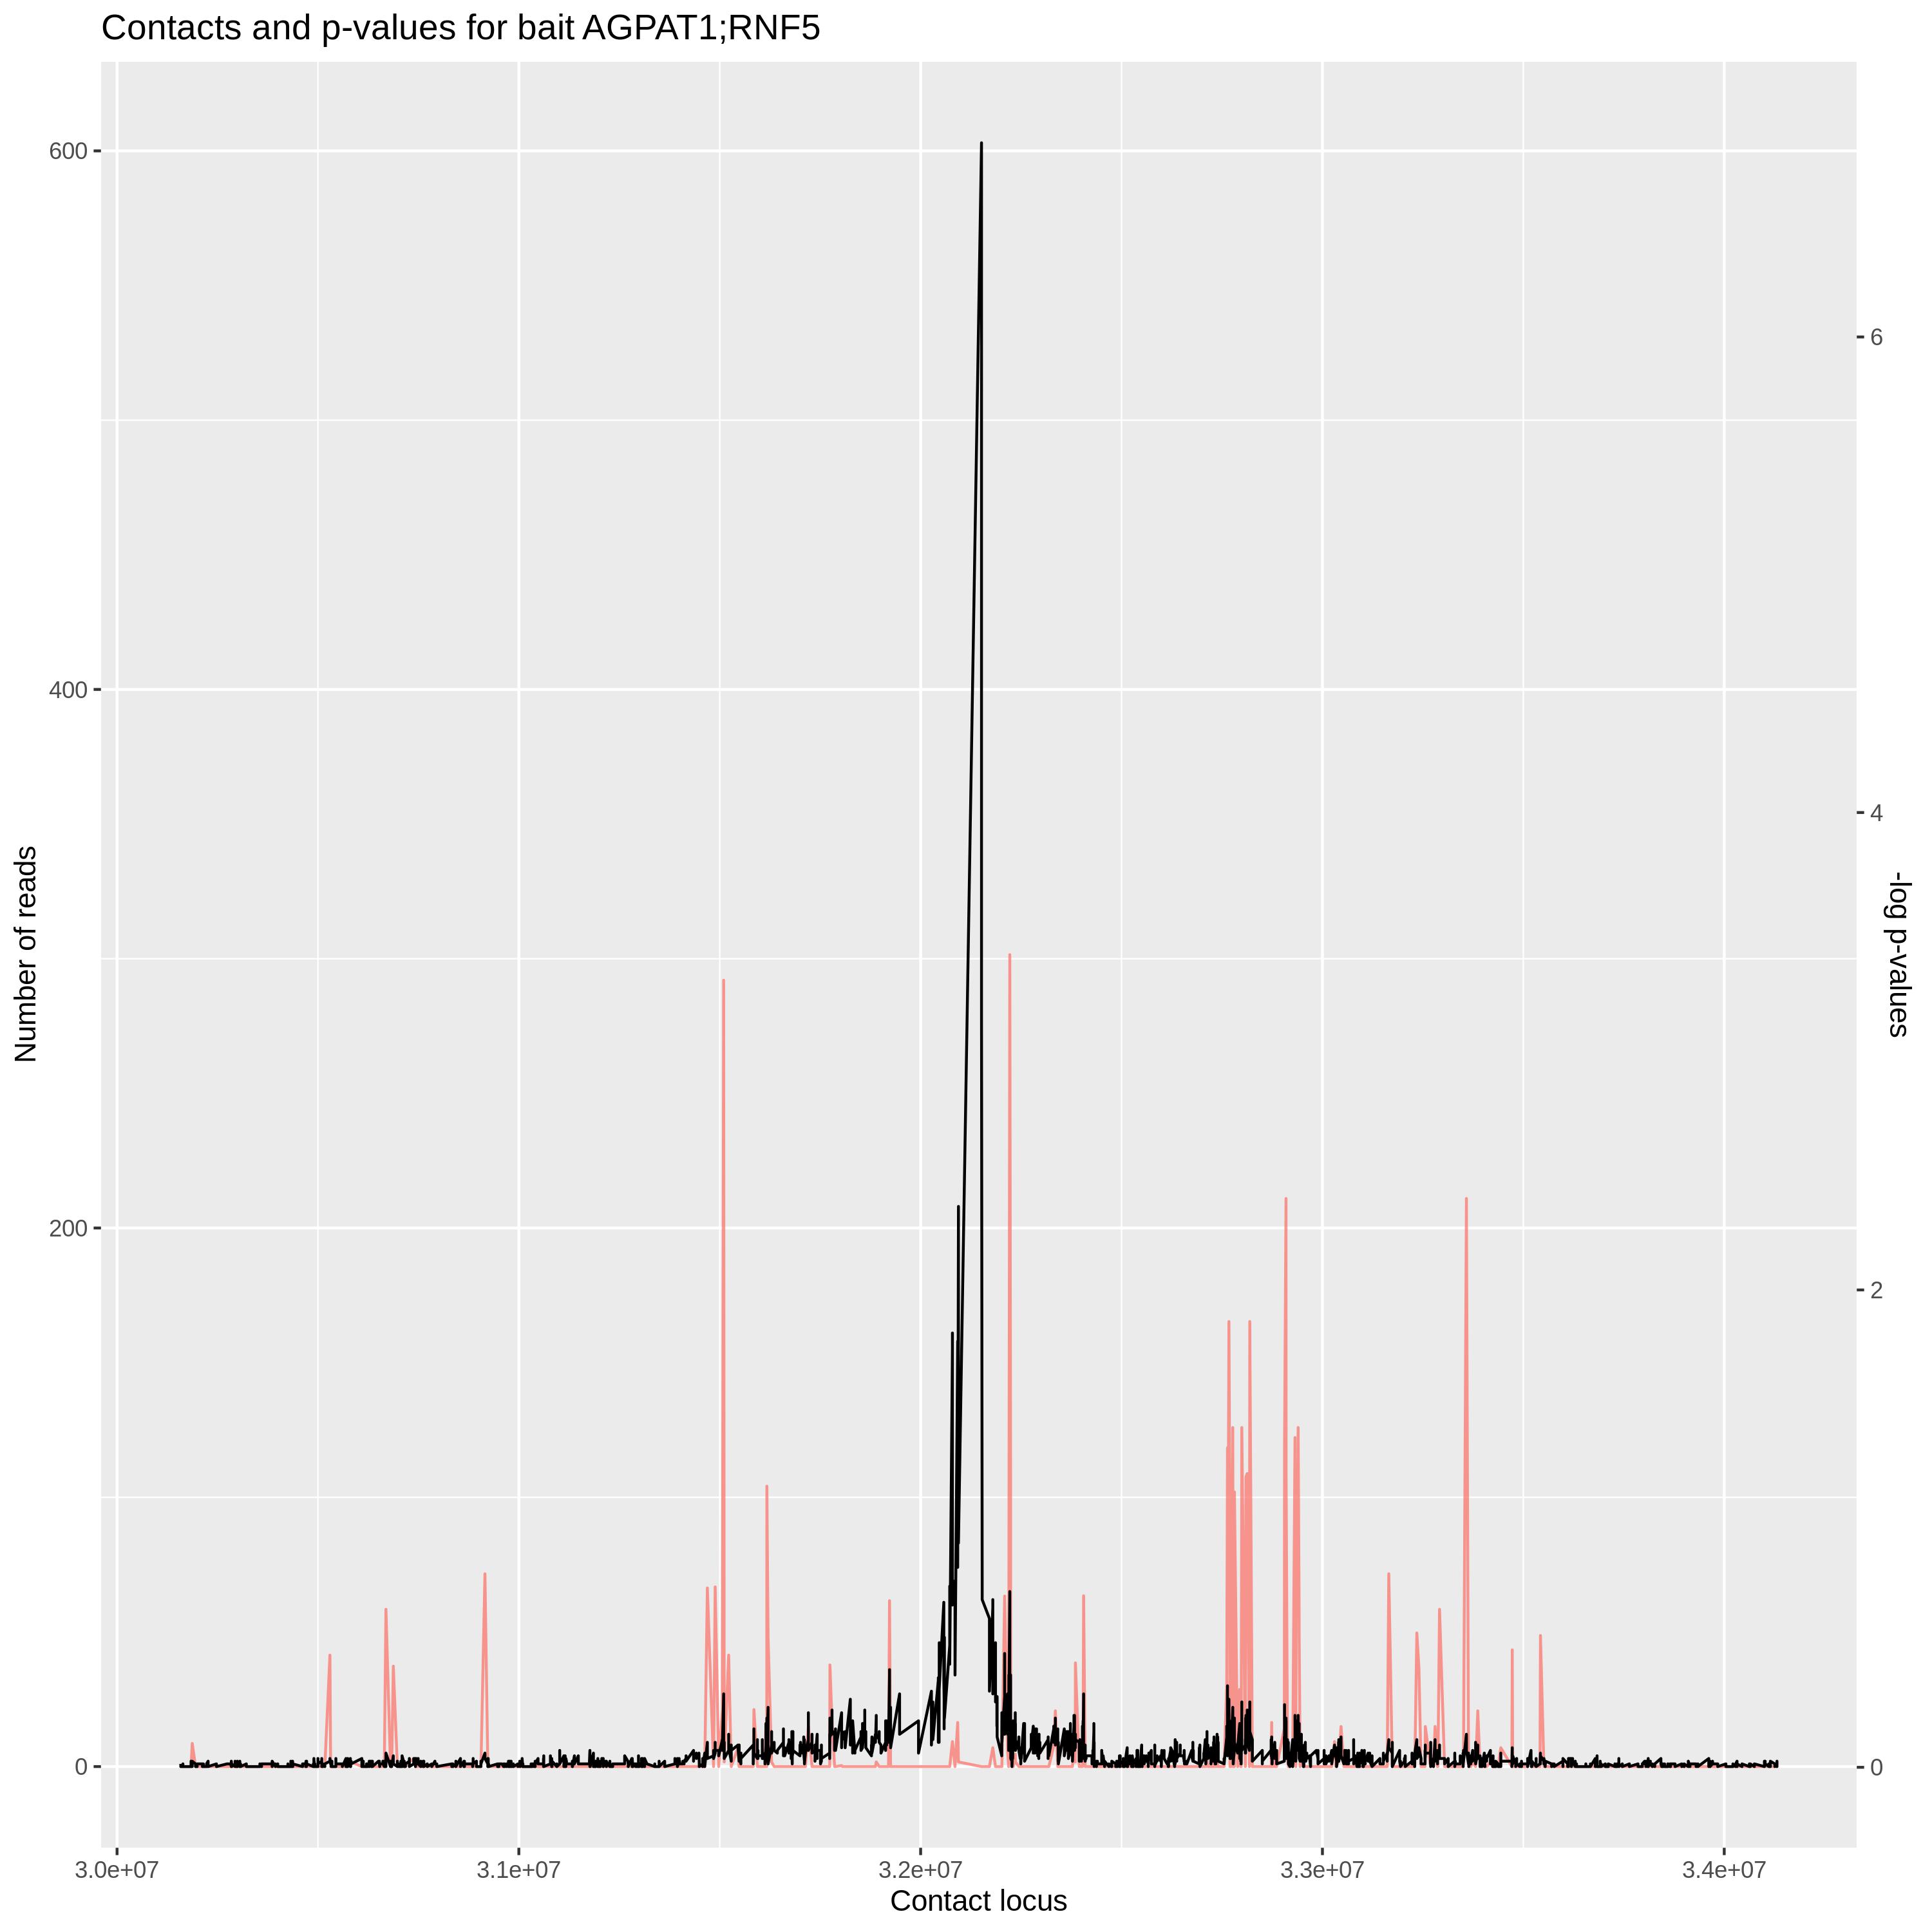 Contacts and p-values for bait AGPAT1;RNF5
600
400
200
0
Number of reads
6
4
2
0
-log p-values
3.0e+07 3.1e+07 3.2e+07 3.3e+07 3.4e+07
Contact locus